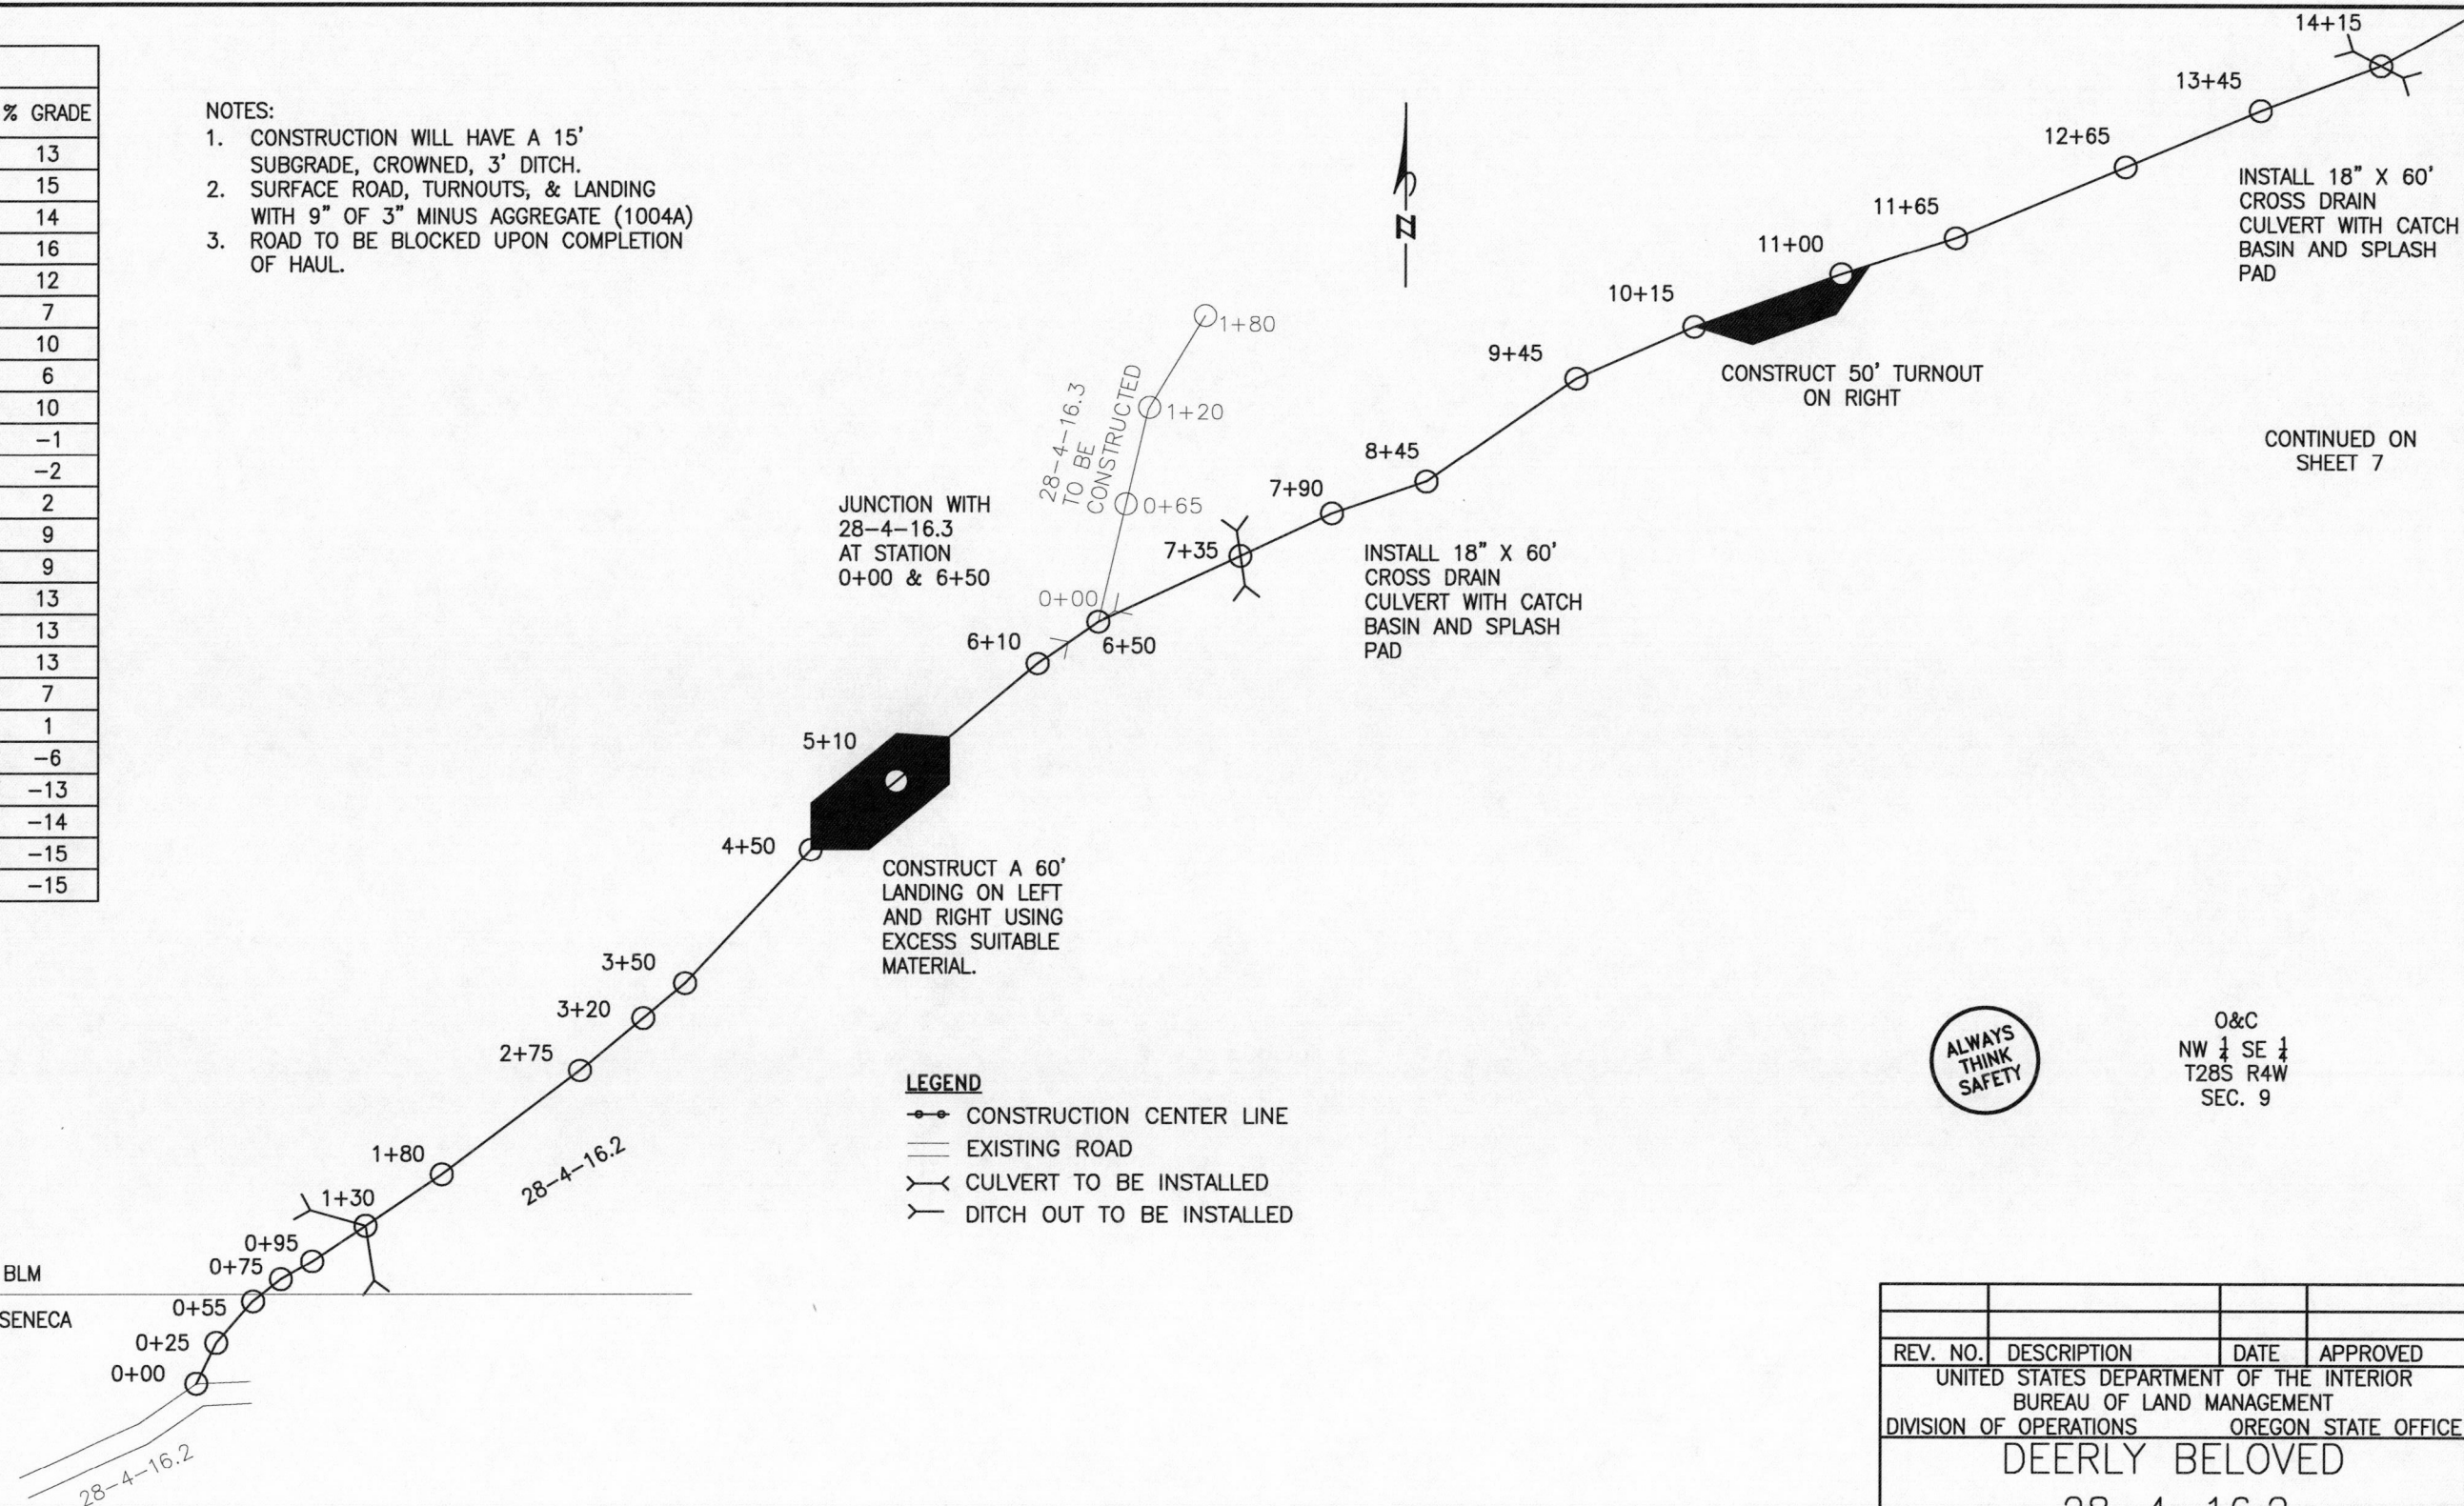 % GRADE
13
15
14
16
12
7
10
6
10
-1
-2
2
9
9
13
13
13
7
1
-6
-13
-14
-15
-15
NOTES:
1. CONSTRUCTION WILL HAVE A 15'
SUBGRADE, CROWNED, 3' DITCH.
2. SURFACE ROAD, TURNOUTS, & LANDING
WITH 9" OF 3" MINUS AGGREGATE (1004A)
3. ROAD TO BE BLOCKED UPON COMPLETION
OF HAUL.
N
14+15
13+45
12+65
11+65
11+00
10+15
9+45
8+45
7+90
7+35
6+50
6+10
5+10
4+50
3+50
3+20
2+75
1+80
1+30
0+95
0+75
0+55
0+25
0+00
INSTALL 18" X 60'
CROSS DRAIN
CULVERT WITH CATCH
BASIN AND SPLASH
PAD
CONSTRUCT 50' TURNOUT
ON RIGHT
CONTINUED ON
SHEET 7
1+80
1+20
0+65
0+00
28-4-16.3
TO BE
CONSTRUCTED
JUNCTION WITH
28-4-16.3
AT STATION
0+00 & 6+50
INSTALL 18" X 60'
CROSS DRAIN
CULVERT WITH CATCH
BASIN AND SPLASH
PAD
CONSTRUCT A 60'
LANDING ON LEFT
AND RIGHT USING
EXCESS SUITABLE
MATERIAL.
28-4-16.2
BLM
SENECA
28-4-16.2
LEGEND
CONSTRUCTION CENTER LINE
EXISTING ROAD
CULVERT TO BE INSTALLED
DITCH OUT TO BE INSTALLED
ALWAYS
THINK
SAFETY
O&C
NW 1/4 SE 1/4
T28S R4W
SEC. 9
REV. NO. DESCRIPTION DATE APPROVED
UNITED STATES DEPARTMENT OF THE INTERIOR
BUREAU OF LAND MANAGEMENT
DIVISION OF OPERATIONS OREGON STATE OFFICE
DEERLY BELOVED
28-4-16.2